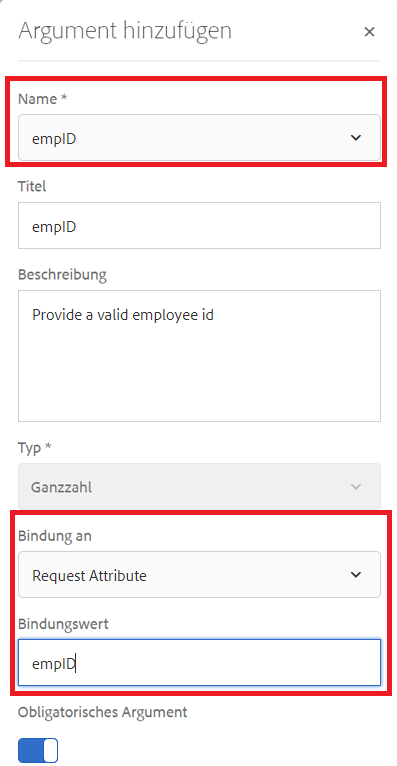 Argument hinzufügen
Name *
empID
Titel
empID
Beschreibung
Provide a valid employee id
Typ *
Ganzzahl
Bindung an
Request Attribute
Bindungswert
empID
Obligatorisches Argument